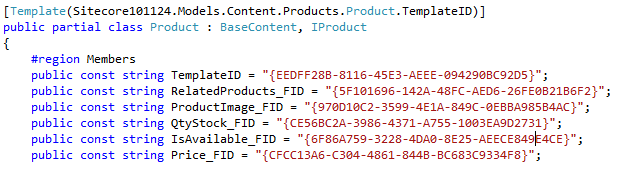 [Template(Sitecore101124.Models.Content.Products.Product.TemplateID)]
public partial class Product : BaseContent, IProduct
{
#region Members
public const string TemplateID = "{EEDFF28B-8116-45E3-AEEE-094290BC92D5}";
public const string RelatedProducts_FID = "{5F101696-142A-48FC-AED6-26FE0B21B6F2}";
public const string ProductImage_FID = "{970D10C2-3599-4E1A-849C-0EBBA985B4AC}";
public const string QtyStock_FID = "{CE56BC2A-3986-4371-A755-1003EA9D2731}";
public const string IsAvailable_FID = "{6F86A759-3228-4DA0-8E25-AEECE849E4CE}";
public const string Price_FID = "{CFCC13A6-C304-4861-844B-BC683C9334F8}";